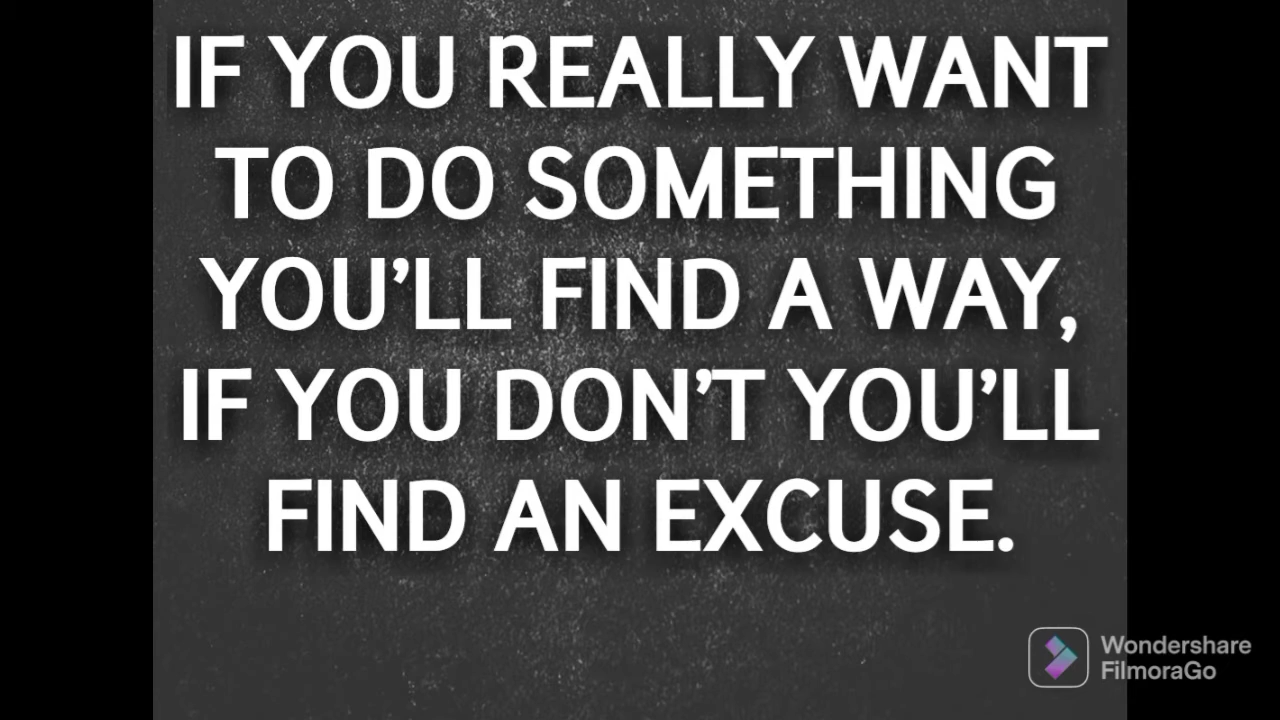 IF YOU REALLY WANT
TO DO SOMETHING
YOU’LL FIND A WAY,
IF YOU DON’T YOU’LL
FIND AN EXCUSE.
Wondershare
FilmoraGo